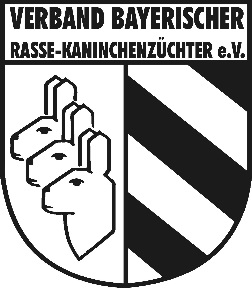 VERBAND BAYERISCHER
RASSE-KANINCHENZÜCHTER e.V.